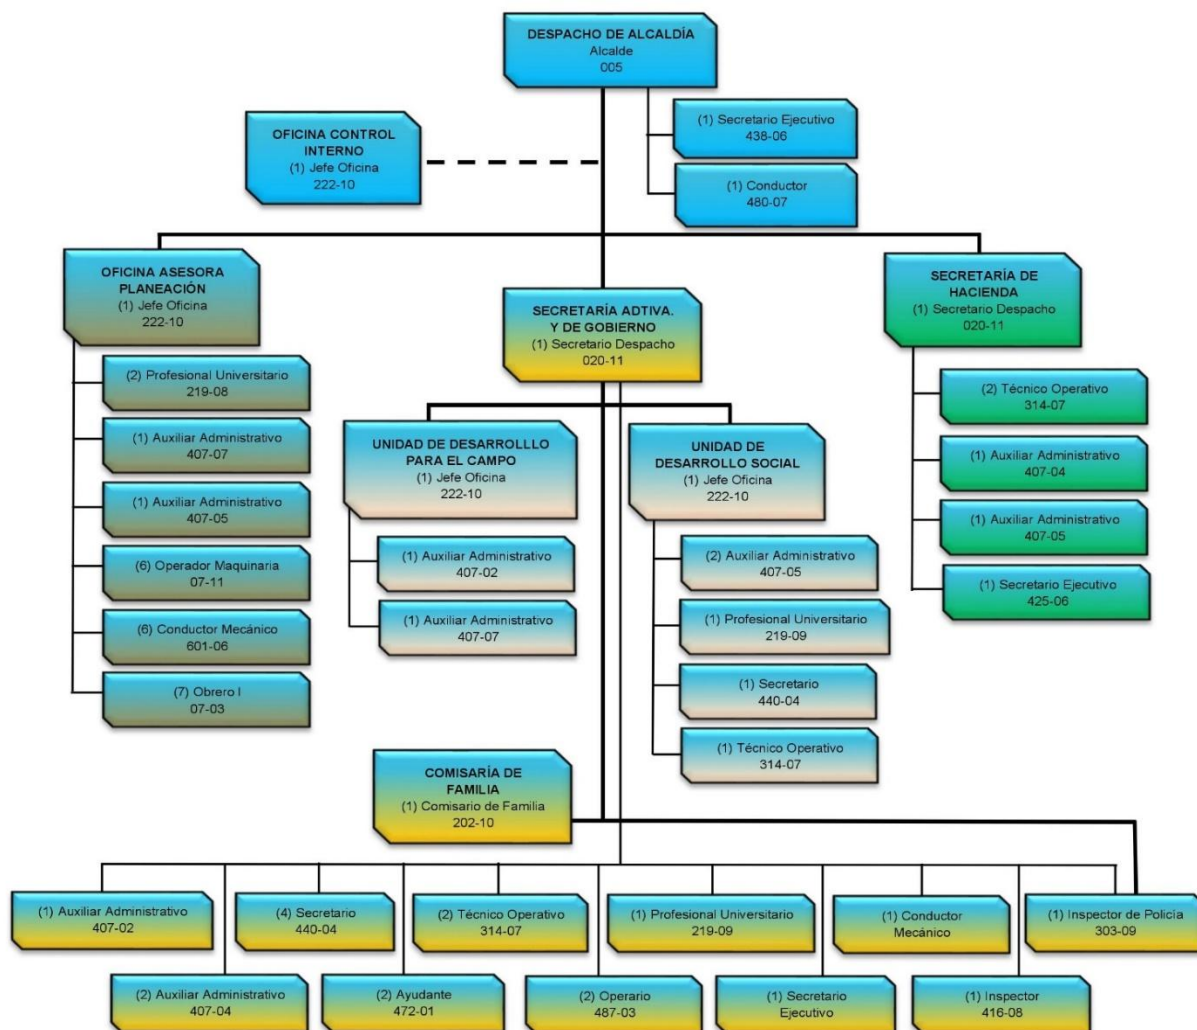 DESPACHO DE ALCALDÍA
Alcalde
005
(1) Secretario Ejecutivo
438-06
(1) Conductor
480-07
OFICINA CONTROL
INTERNO
(1) Jefe Oficina
222-10
OFICINA ASESORA
PLANEACIÓN
(1) Jefe Oficina
222-10
(2) Profesional Universitario
219-08
(1) Auxiliar Administrativo
407-07
(1) Auxiliar Administrativo
407-05
(6) Operador Maquinaria
07-11
(6) Conductor Mecánico
601-06
(7) Obrero I
07-03
SECRETARÍA ADTIVA.
Y DE GOBIERNO
(1) Secretario Despacho
020-11
UNIDAD DE DESARROLLLO
PARA EL CAMPO
(1) Jefe Oficina
222-10
(1) Auxiliar Administrativo
407-02
(1) Auxiliar Administrativo
407-07
UNIDAD DE
DESARROLLO SOCIAL
(1) Jefe Oficina
222-10
(2) Auxiliar Administrativo
407-05
(1) Profesional Universitario
219-09
(1) Secretario
440-04
(1) Técnico Operativo
314-07
SECRETARÍA DE
HACIENDA
(1) Secretario Despacho
020-11
(2) Técnico Operativo
314-07
(1) Auxiliar Administrativo
407-04
(1) Auxiliar Administrativo
407-05
(1) Secretario Ejecutivo
425-06
COMISARÍA DE
FAMILIA
(1) Comisario de Familia
202-10
(1) Auxiliar Administrativo
407-02
(4) Secretario
440-04
(2) Técnico Operativo
314-07
(1) Profesional Universitario
219-09
(1) Conductor
Mecánico
(1) Inspector de Policía
303-09
(2) Auxiliar Administrativo
407-04
(2) Ayudante
472-01
(2) Operario
487-03
(1) Secretario
Ejecutivo
(1) Inspector
416-08